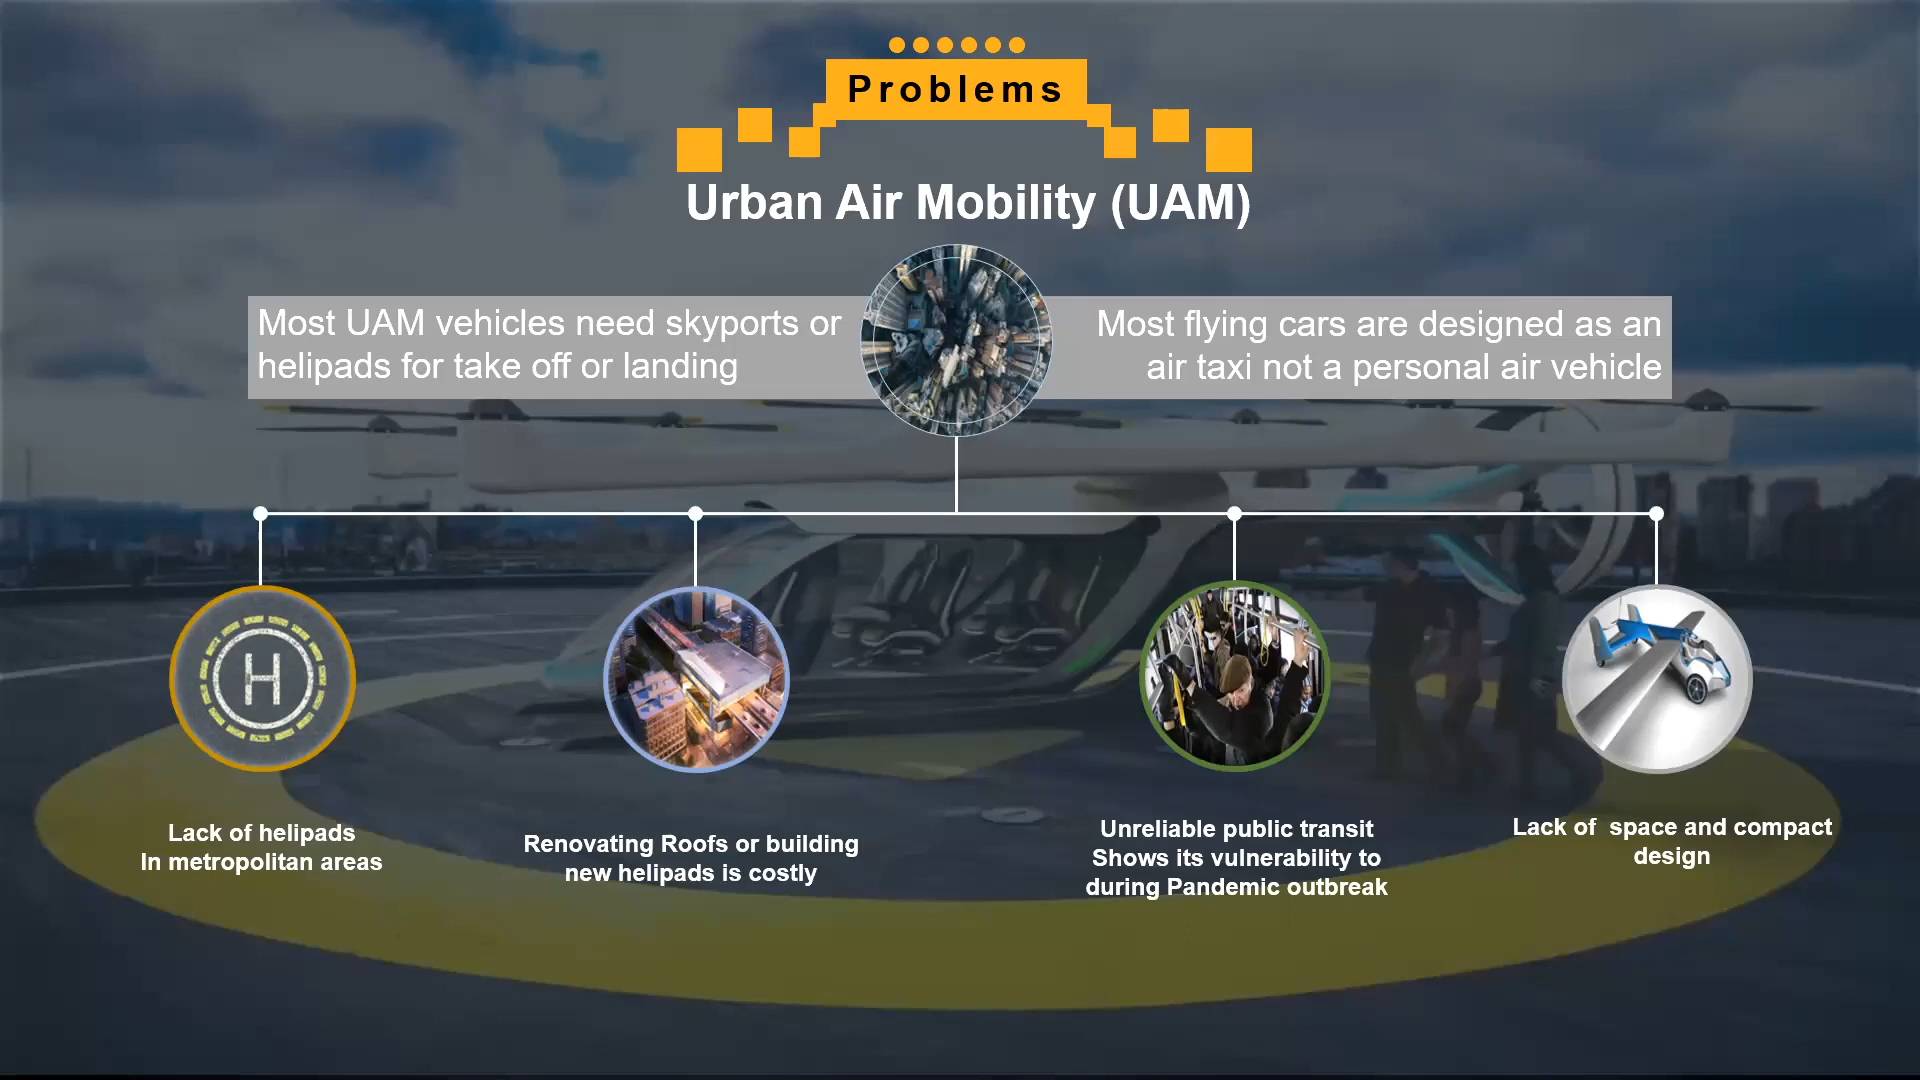 Problems
Urban Air Mobility (UAM)
Most UAM vehicles need skyports or
helipads for take off or landing
Most flying cars are designed as an
air taxi not a personal air vehicle
H
Lack of helipads
In metropolitan areas
Renovating Roofs or building
new helipads is costly
Unreliable public transit
Shows its vulnerability to
during Pandemic outbreak
Lack of  space and compact
design